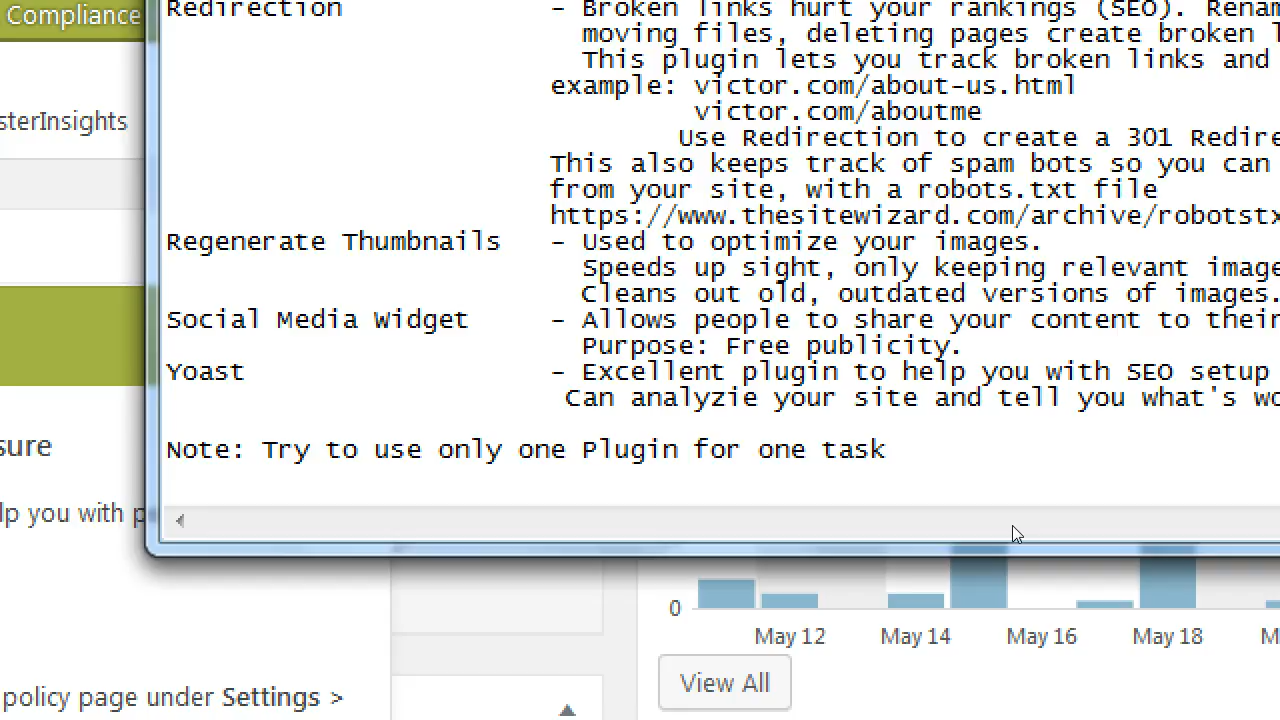 Compliance
Redirection – Broken links hurt your rankings (SEO).
moving files, deleting pages create broken
This plugin lets you track broken links and
example: victor.com/about-us.html
victor.com/aboutme
Use Redirection to create a 301
This also keeps track of spam bots so you can
from your site, with a robots.txt file
https://www.thesitewizard.com/archive/robotstx
sterInsights
Regenerate Thumbnails – Used to optimize your images.
Speeds up sight, only keeping relevant
Cleans out old, outdated versions of images.
Social Media Widget – Allows people to share your content to their
Purpose: Free publicity.
Yoast – Excellent plugin to help you with SEO setup
Can analyzie your site and tell you what's
Note: Try to use only one Plugin for one task
sure
lp you with p
0
May 12 May 14 May 16 May 18
View All
policy page under Settings >